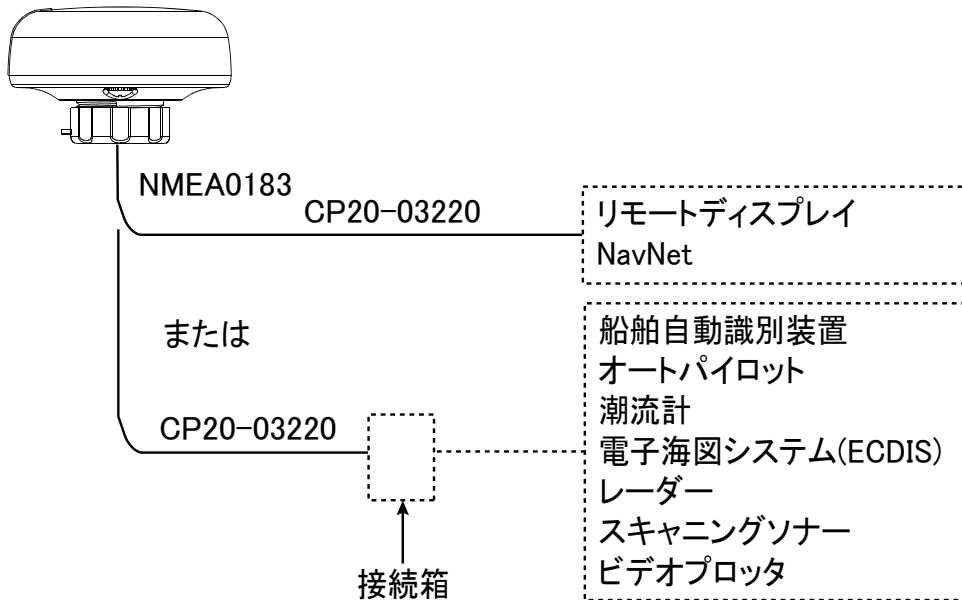 NMEA0183
CP20-03220
リモートディスプレイ
NavNet
または
CP20-03220
接続箱
船舶自動識別装置
オートパイロット
潮流計
電子海図システム(ECDIS)
レーダー
スキャニングソナー
ビデオプロッタ